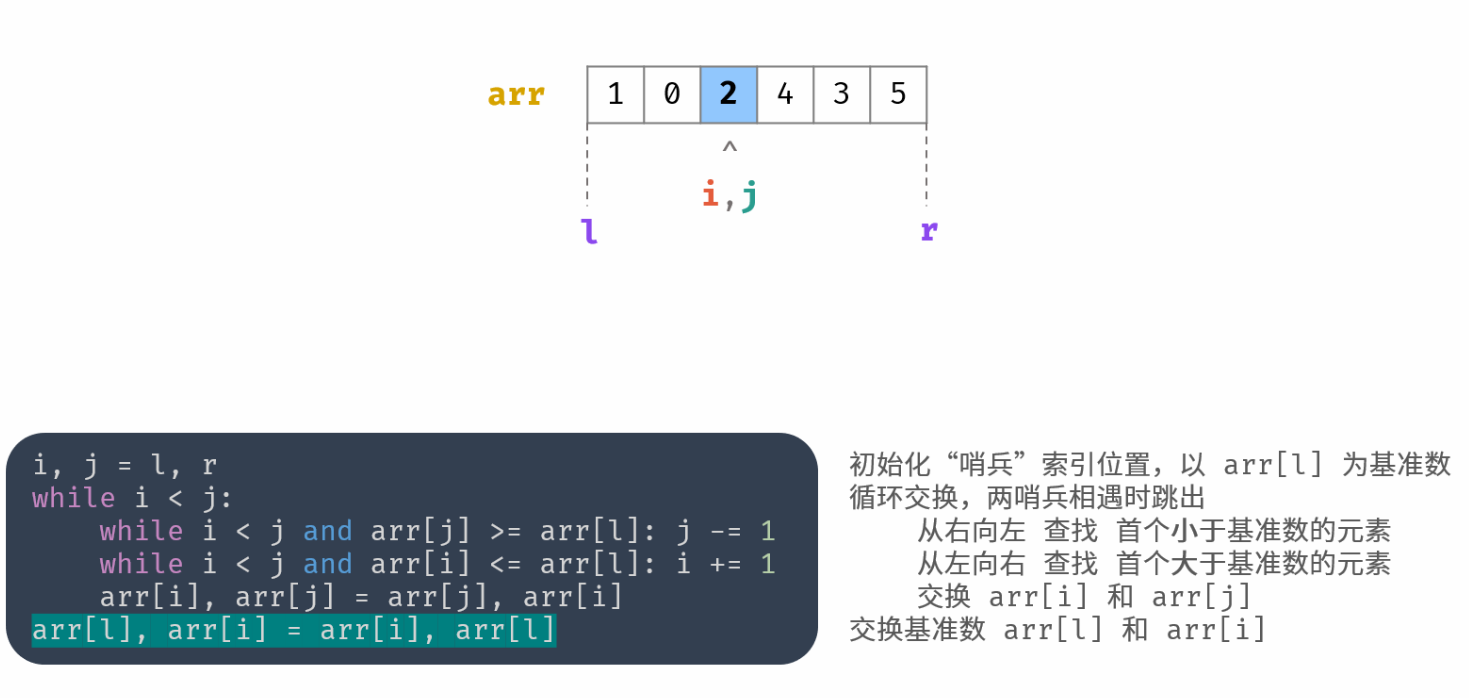 arr 1 0 2 4 3 5
^
i,j
l r
i, j = l, r
while i < j:
    while i < j and arr[j] >= arr[l]: j -= 1
    while i < j and arr[i] <= arr[l]: i += 1
    arr[i], arr[j] = arr[j], arr[i]
arr[l], arr[i] = arr[i], arr[l]
初始化“哨兵”索引位置，以 arr[l] 为基准数
循环交换，两哨兵相遇时跳出
    从右向左 查找 首个小于基准数的元素
    从左向右 查找 首个大于基准数的元素
    交换 arr[i] 和 arr[j]
交换基准数 arr[l] 和 arr[i]